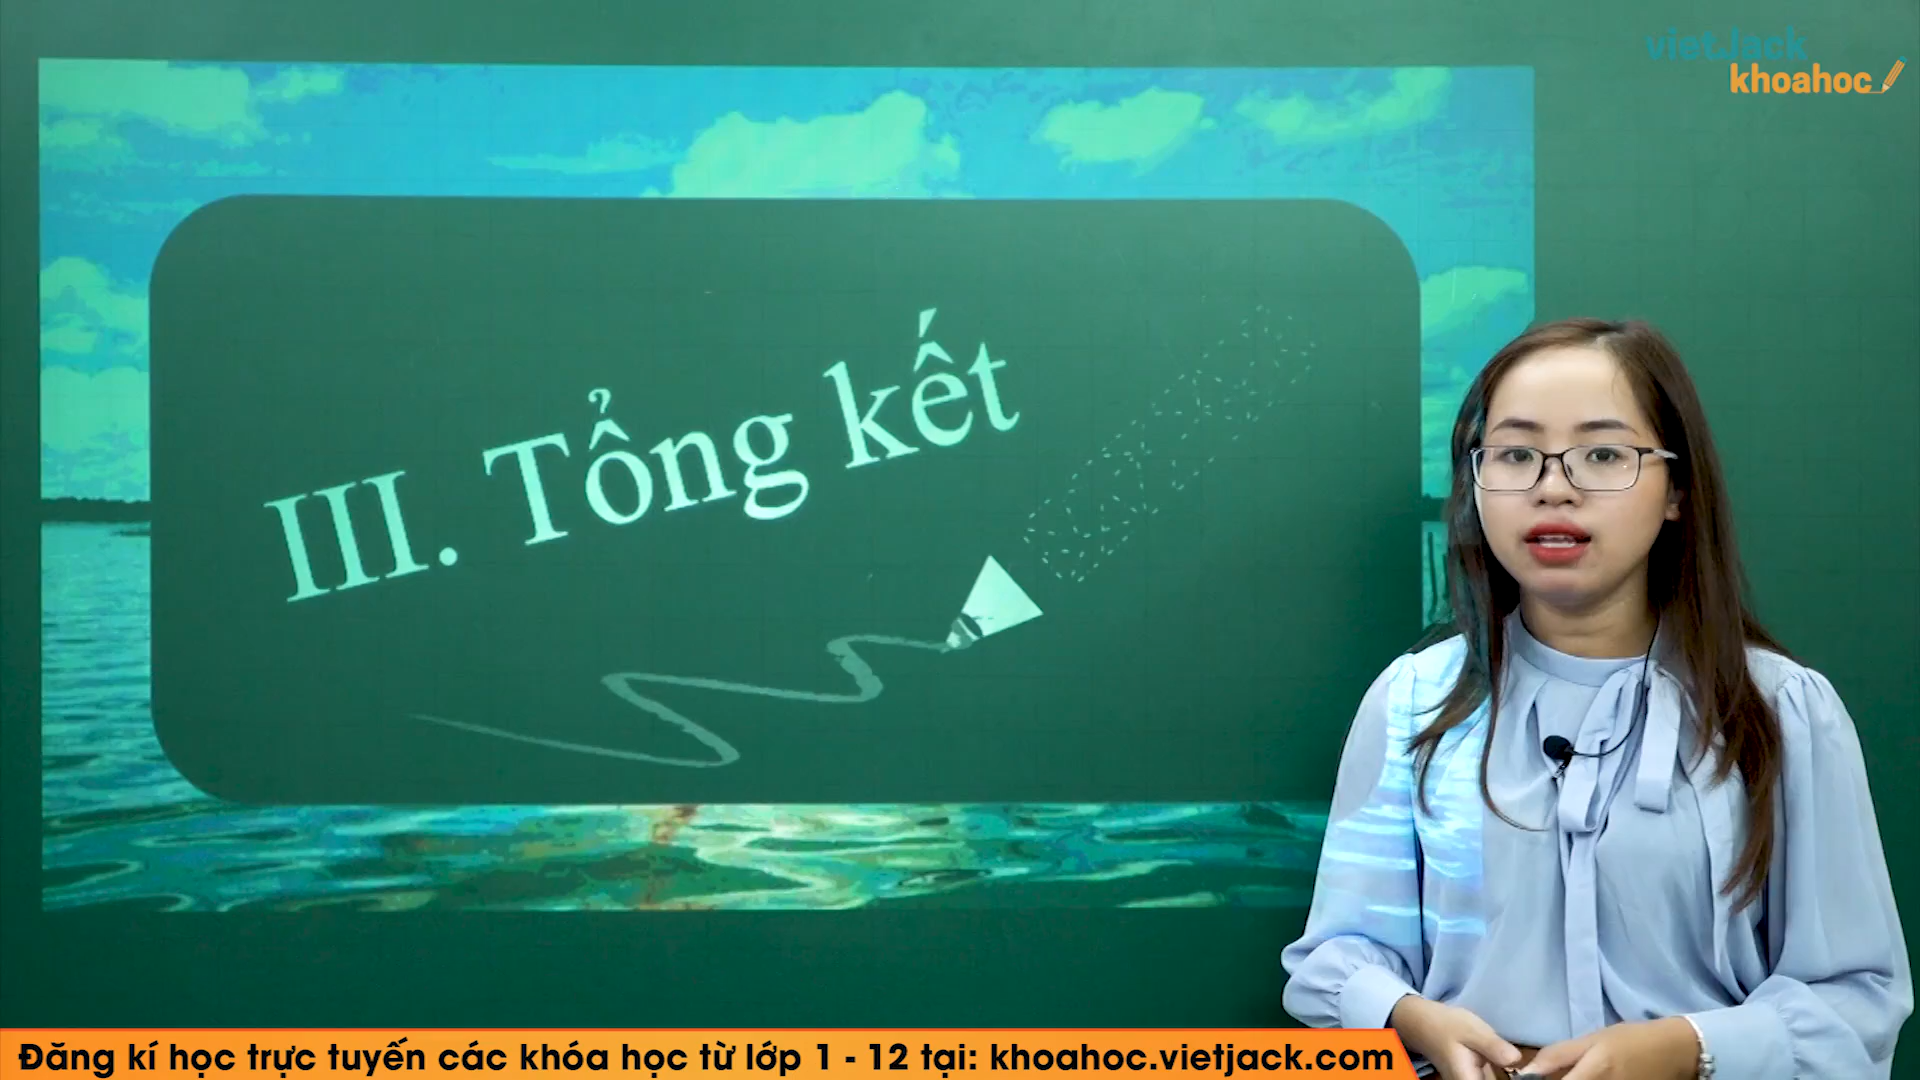 vietJack
khoahoc
III. Tổng kết
Đăng kí học trực tuyến các khóa học từ lớp 1 - 12 tại: khoahoc.vietjack.com